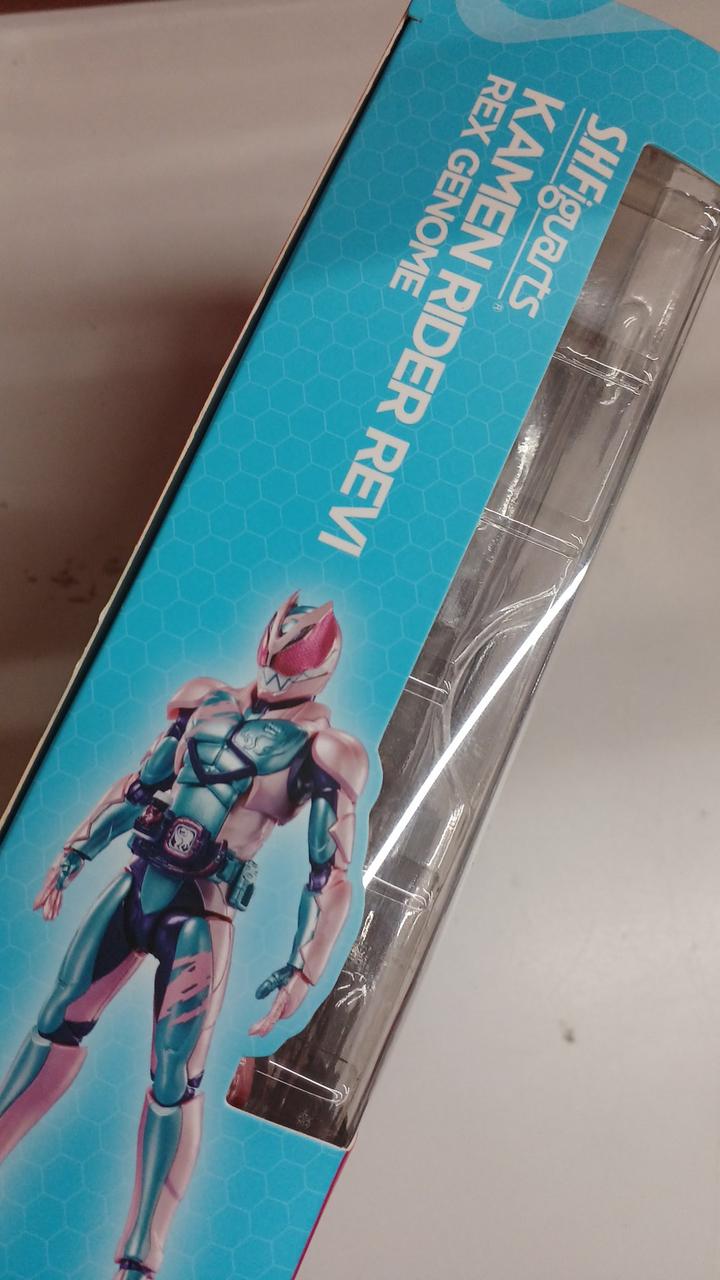 S.H.Figuarts®
KAMEN RIDER REVI
REX GENOME